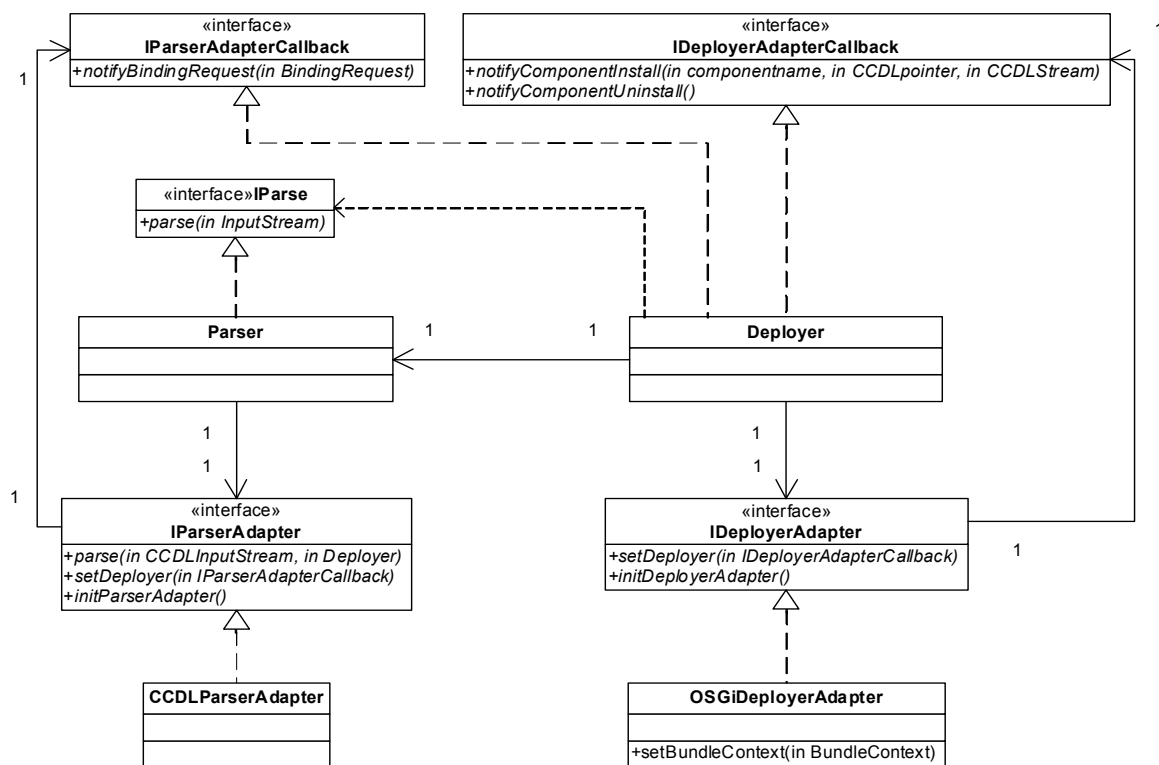 «interface»
IParserAdapterCallback
+notifyBindingRequest(in BindingRequest)
«interface»
IDeployerAdapterCallback
+notifyComponentInstall(in componentname, in CCDLpointer, in CCDLStream)
+notifyComponentUninstall()
1
1
«interface»IParse
+parse(in InputStream)
Parser
1
1
Deployer
1
1
1
1
1
«interface»
IParserAdapter
+parse(in CCDLInputStream, in Deployer)
+setDeployer(in IParserAdapterCallback)
+initParserAdapter()
«interface»
IDeployerAdapter
+setDeployer(in IDeployerAdapterCallback)
+initDeployerAdapter()
1
CCDLParserAdapter
OSGiDeployerAdapter
+setBundleContext(in BundleContext)